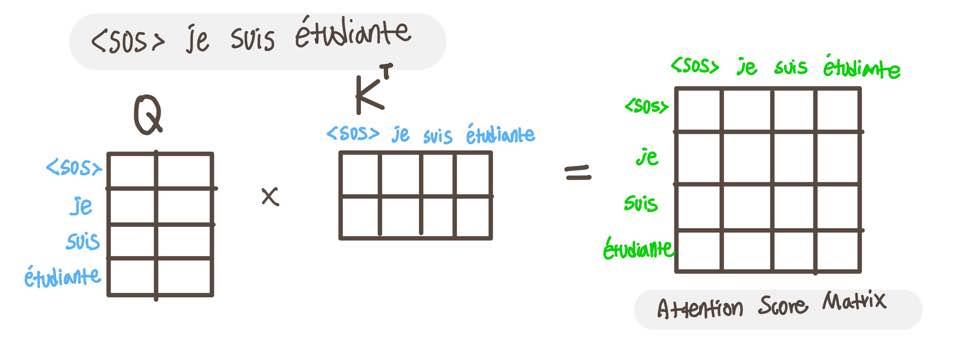 <sos> je suis étudiante
Q
<sos>
je
suis
étudiante
x
K^T
<sos> je suis étudiante
=
<sos> je suis étudiante
<sos>
je
suis
étudiante
Attention Score Matrix